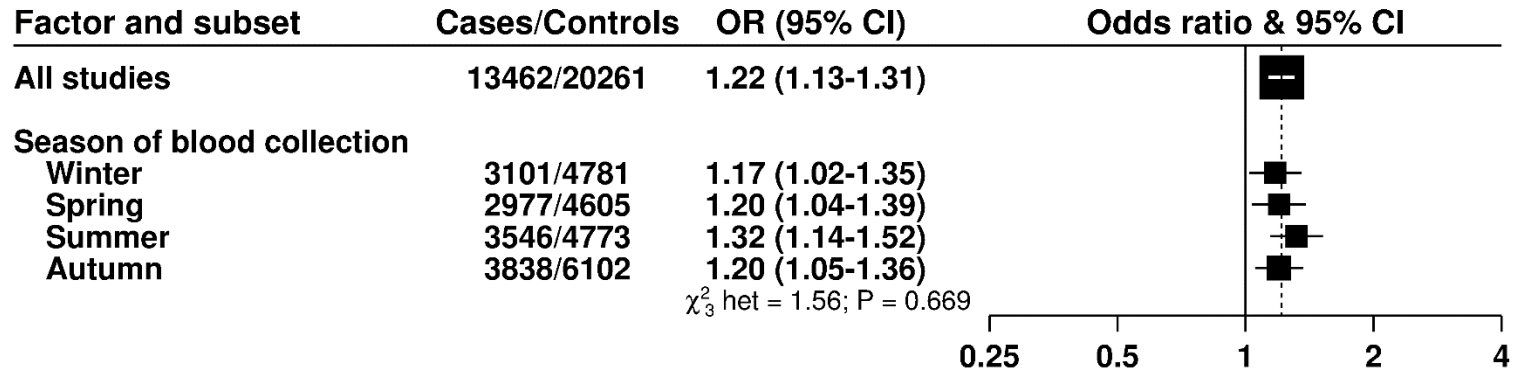 Factor and subset Cases/Controls OR (95% CI) Odds ratio & 95% CI
All studies 13462/20261 1.22 (1.13-1.31)
Season of blood collection
Winter 3101/4781 1.17 (1.02-1.35)
Spring 2977/4605 1.20 (1.04-1.39)
Summer 3546/4773 1.32 (1.14-1.52)
Autumn 3838/6102 1.20 (1.05-1.36)
χ²₃ het = 1.56; P = 0.669
0.25 0.5 1 2 4